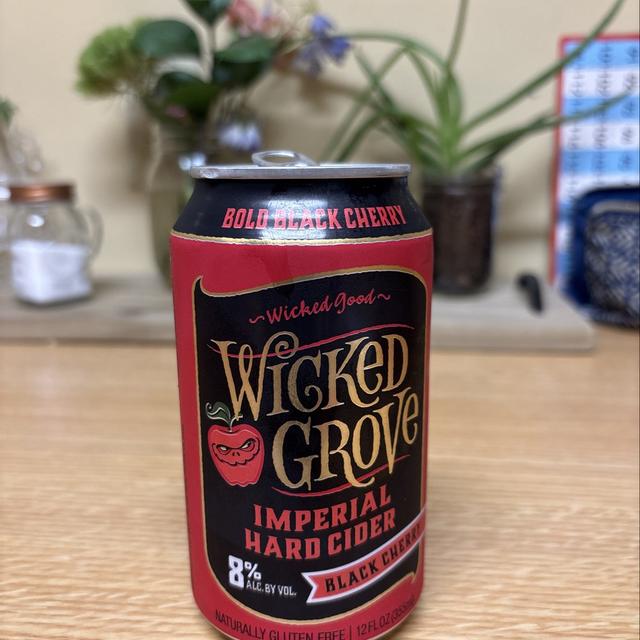 BOLD BLACK CHERRY
~Wicked good~
WICKED
GROVE
IMPERIAL
HARD CIDER
8%
ALC. BY VOL.
BLACK CHERRY
NATURALLY GLUTEN FREE | 12 FL OZ (355mL)